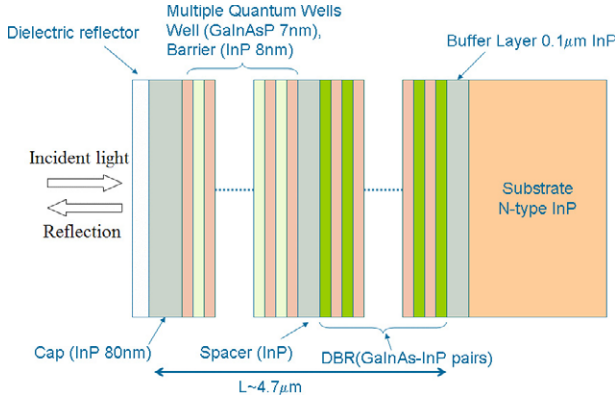 Multiple Quantum Wells
Well (GaInAsP 7nm),
Barrier (InP 8nm)
Dielectric reflector
Buffer Layer 0.1μm InP
Incident light
Reflection
Substrate
N-type InP
Cap (InP 80nm)
Spacer (InP)
DBR(GaInAs-InP pairs)
L~4.7μm